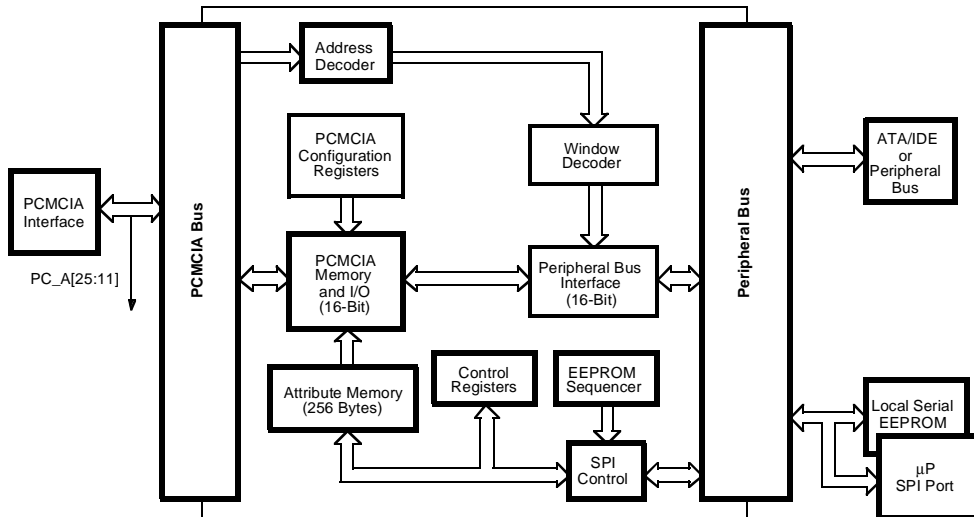 Address
Decoder
PCMCIA
Configuration
Registers
Window
Decoder
ATA/IDE
or
Peripheral
Bus
PCMCIA
Interface
PC_A[25:11]
PCMCIA Bus
PCMCIA
Memory
and I/O
(16-Bit)
Peripheral Bus
Interface
(16-Bit)
Peripheral Bus
Attribute Memory
(256 Bytes)
Control
Registers
EEPROM
Sequencer
SPI
Control
Local Serial
EEPROM
µP
SPI Port